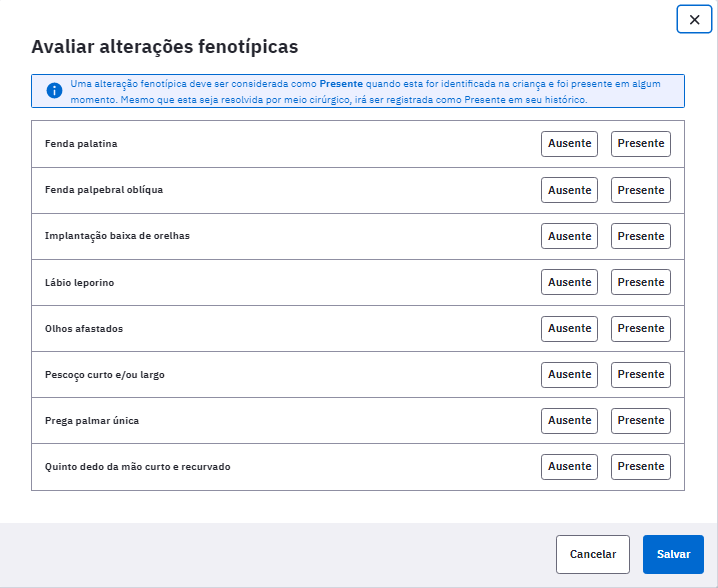 Avaliar alterações fenotípicas
Uma alteração fenotípica deve ser considerada como Presente quando esta for identificada na criança e foi presente em algum
momento. Mesmo que esta seja resolvida por meio cirúrgico, irá ser registrada como Presente em seu histórico.
Fenda palatina Ausente Presente
Fenda palpebral oblíqua Ausente Presente
Implantação baixa de orelhas Ausente Presente
Lábio leporino Ausente Presente
Olhos afastados Ausente Presente
Pescoço curto e/ou largo Ausente Presente
Prega palmar única Ausente Presente
Quinto dedo da mão curto e recurvado Ausente Presente
Cancelar Salvar